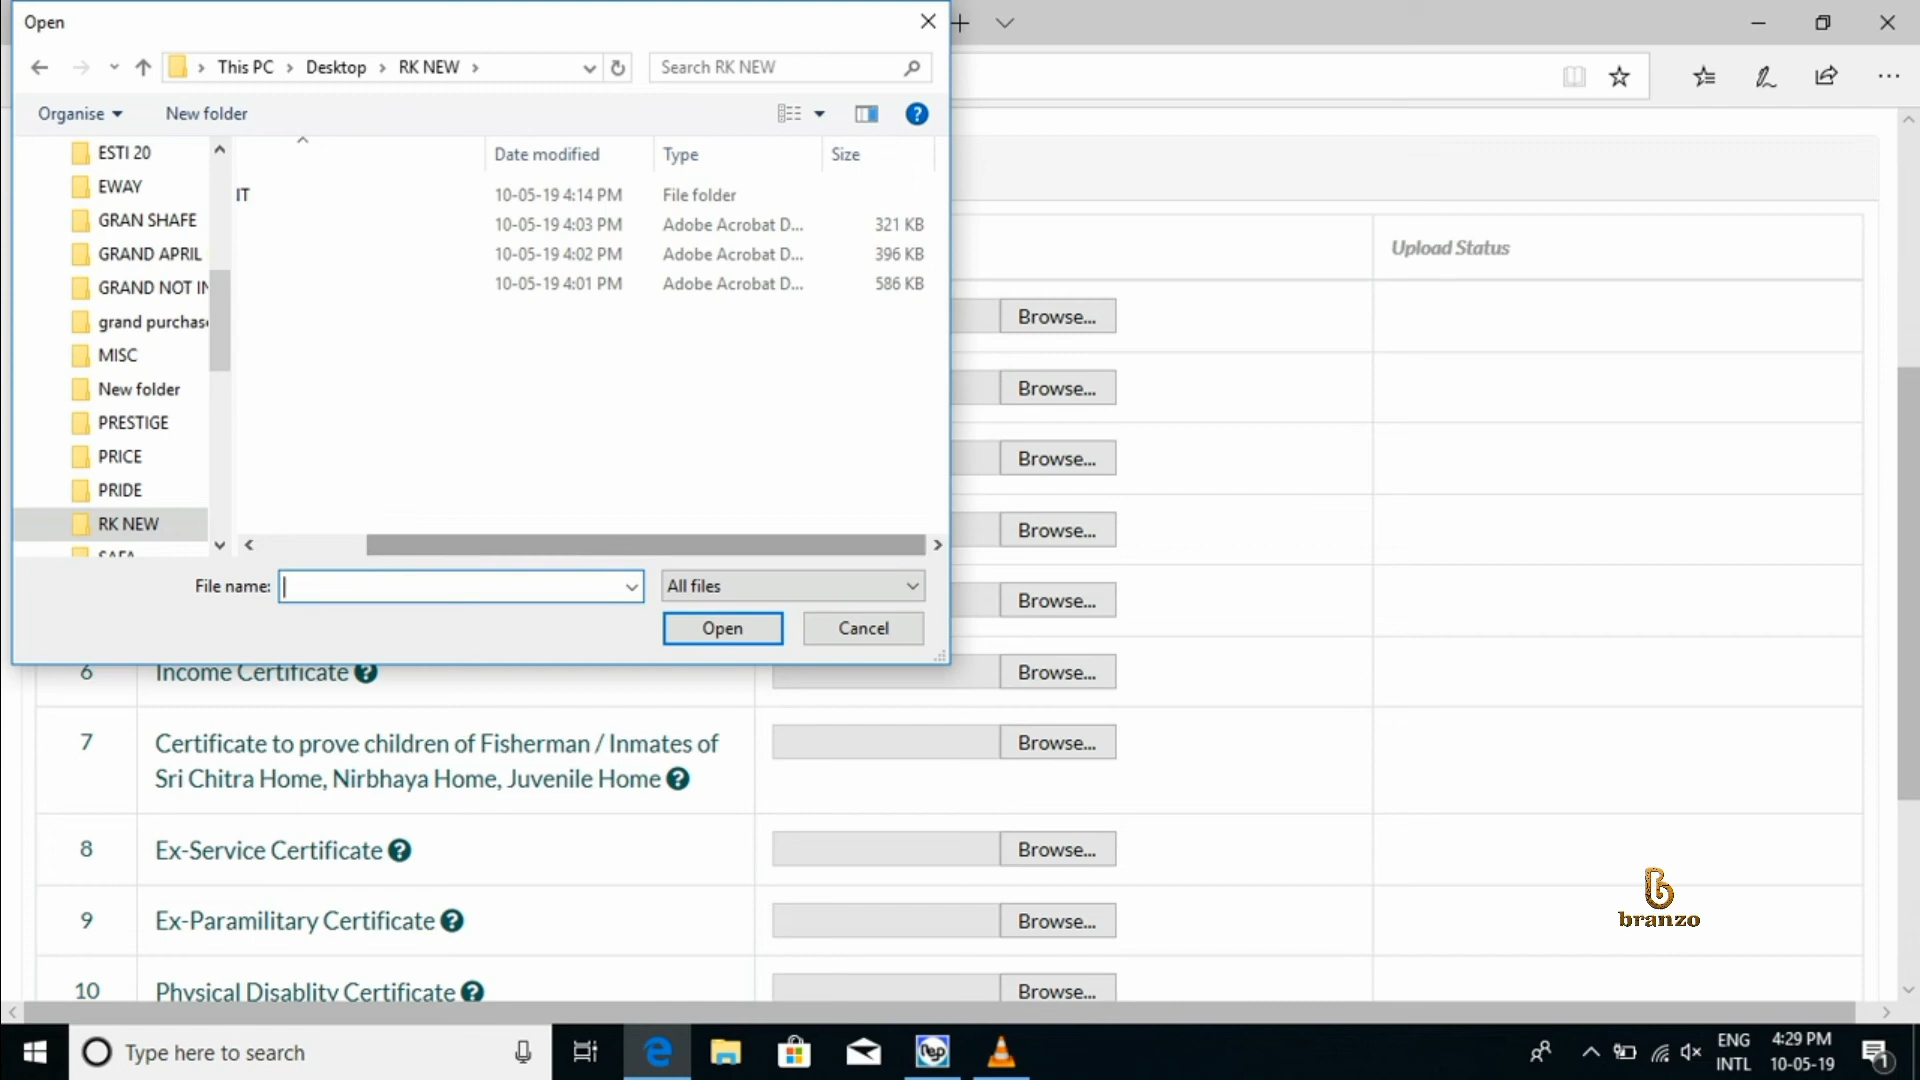 Open
This PC > Desktop > RK NEW >
Search RK NEW
Organise
New folder
ESTI 20
EWAY
GRAN SHAFE
GRAND APRIL
GRAND NOT IN
grand purchas
MISC
New folder
PRESTIGE
PRICE
PRIDE
RK NEW
Date modified Type Size
IT 10-05-19 4:14 PM File folder
10-05-19 4:03 PM Adobe Acrobat D... 321 KB
10-05-19 4:02 PM Adobe Acrobat D... 396 KB
10-05-19 4:01 PM Adobe Acrobat D... 586 KB
File name:
All files
Open Cancel
Upload Status
Browse...
Browse...
Browse...
Browse...
Browse...
6 Income Certificate ? Browse...
7 Certificate to prove children of Fisherman / Inmates of Browse...
Sri Chitra Home, Nirbhaya Home, Juvenile Home ?
8 Ex-Service Certificate ? Browse...
9 Ex-Paramilitary Certificate ? Browse...
10 Physical Disablity Certificate ? Browse...
branzo
Type here to search
ENG
INTL
4:29 PM
10-05-19
1